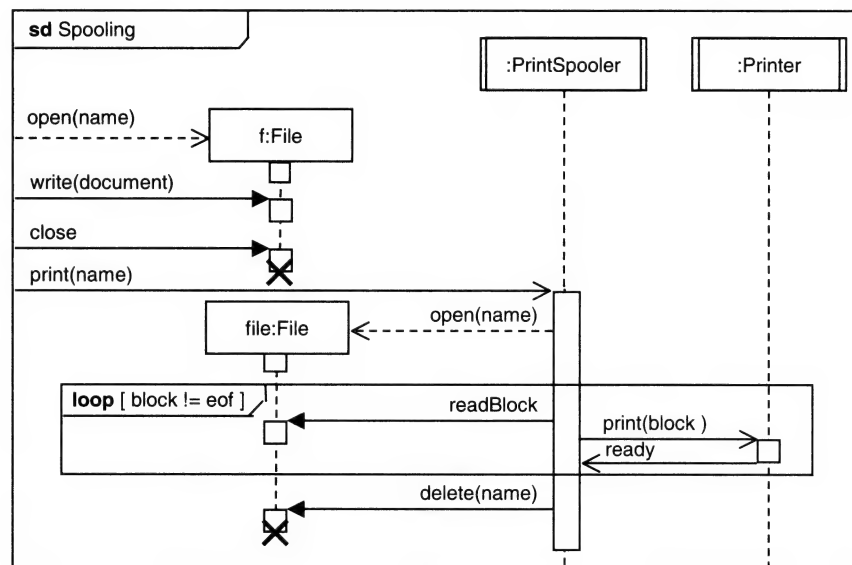 sd Spooling
:PrintSpooler
:Printer
open(name)
f:File
write(document)
close
print(name)
file:File
open(name)
loop [ block != eof ]
readBlock
print(block )
ready
delete(name)